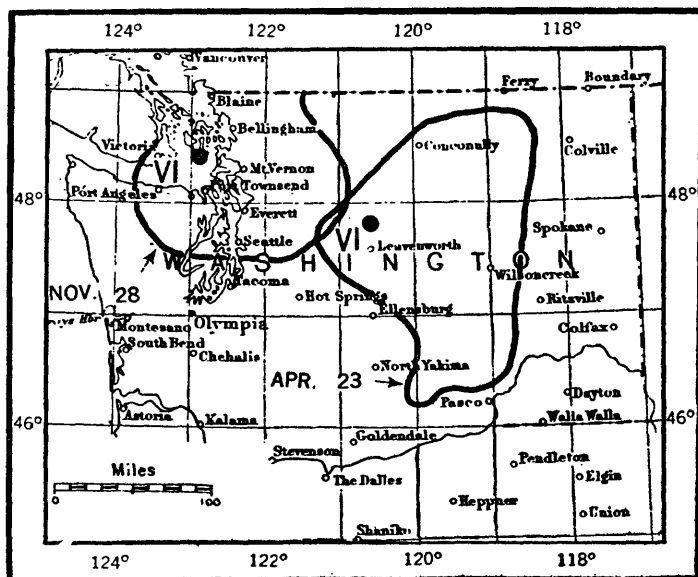 124° 122° 120° 118°
Vancouver
Blaine
Ferry
Boundary
Bellingham
Victoria
VI
Conconully
Colville
Mt.Vernon
Port Townsend
Port Angeles
48°
48°
Everett
VI
Spokane
Leavenworth
Seattle
WASHINGTON
Wilsoncreek
Tacoma
NOV. 28
Hot Springs
Ritzville
Ellensburg
Olympia
Montesano
Colfax
South Bend
Chehalis
North Yakima
APR. 23
Pasco
Dayton
46°
46°
Astoria
Kalama
Walla Walla
Goldendale
Stevenson
Pendleton
Miles
The Dalles
Elgin
0 100
Heppner
Union
Shaniko
124° 122° 120° 118°